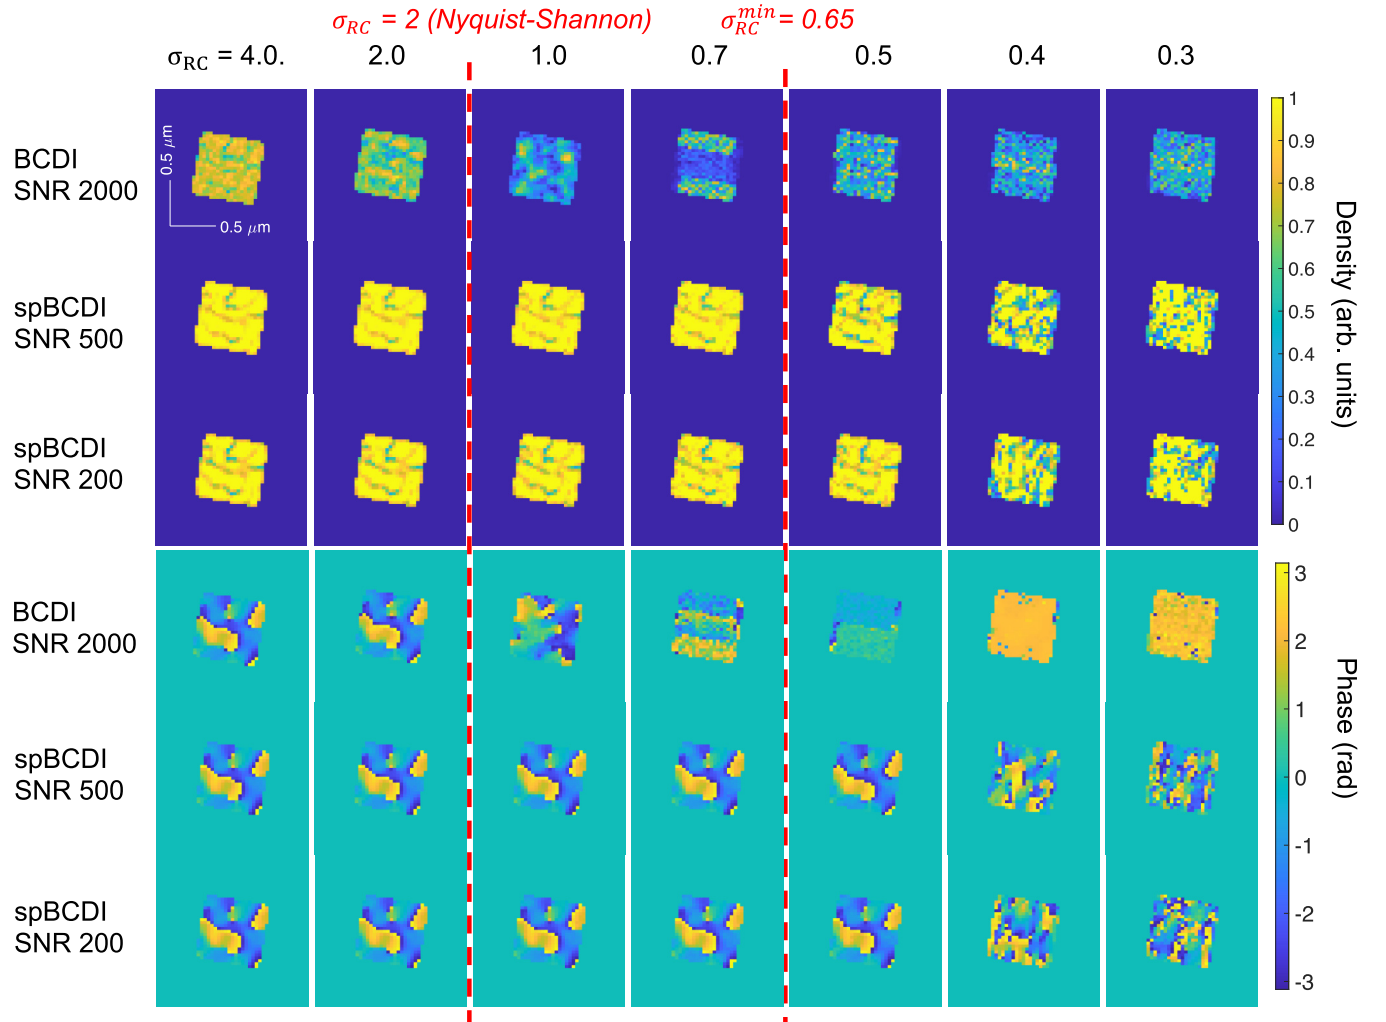 σ_RC = 2 (Nyquist-Shannon)
σ_RC^min = 0.65
σ_RC = 4.0. 2.0 1.0 0.7 0.5 0.4 0.3
BCDI
SNR 2000
0.5 μm
0.5 μm
spBCDI
SNR 500
spBCDI
SNR 200
1
0.9
0.8
0.7
0.6
0.5
0.4
0.3
0.2
0.1
0
Density (arb. units)
BCDI
SNR 2000
spBCDI
SNR 500
spBCDI
SNR 200
3
2
1
0
-1
-2
-3
Phase (rad)